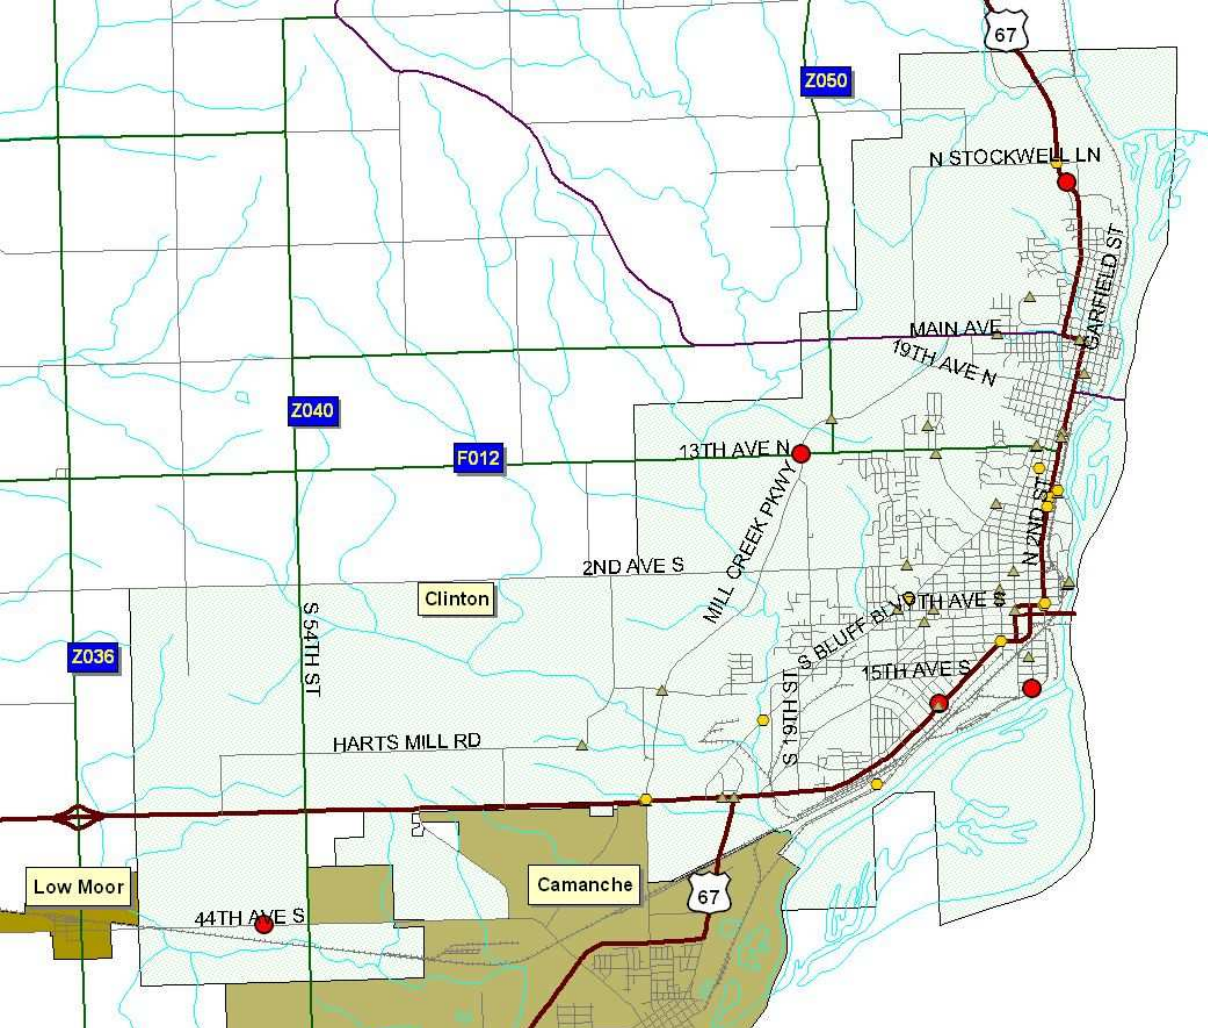 67
Z050
N STOCKWELL LN
GARFIELD ST
MAIN AVE
19TH AVE N
Z040
F012
13TH AVE N
MILL CREEK PKWY
N 2ND ST
2ND AVE S
Clinton
S BLUFF BLVD
7TH AVE S
S 54TH ST
Z036
15TH AVE S
S 19TH ST
HARTS MILL RD
Low Moor
Camanche
67
44TH AVE S